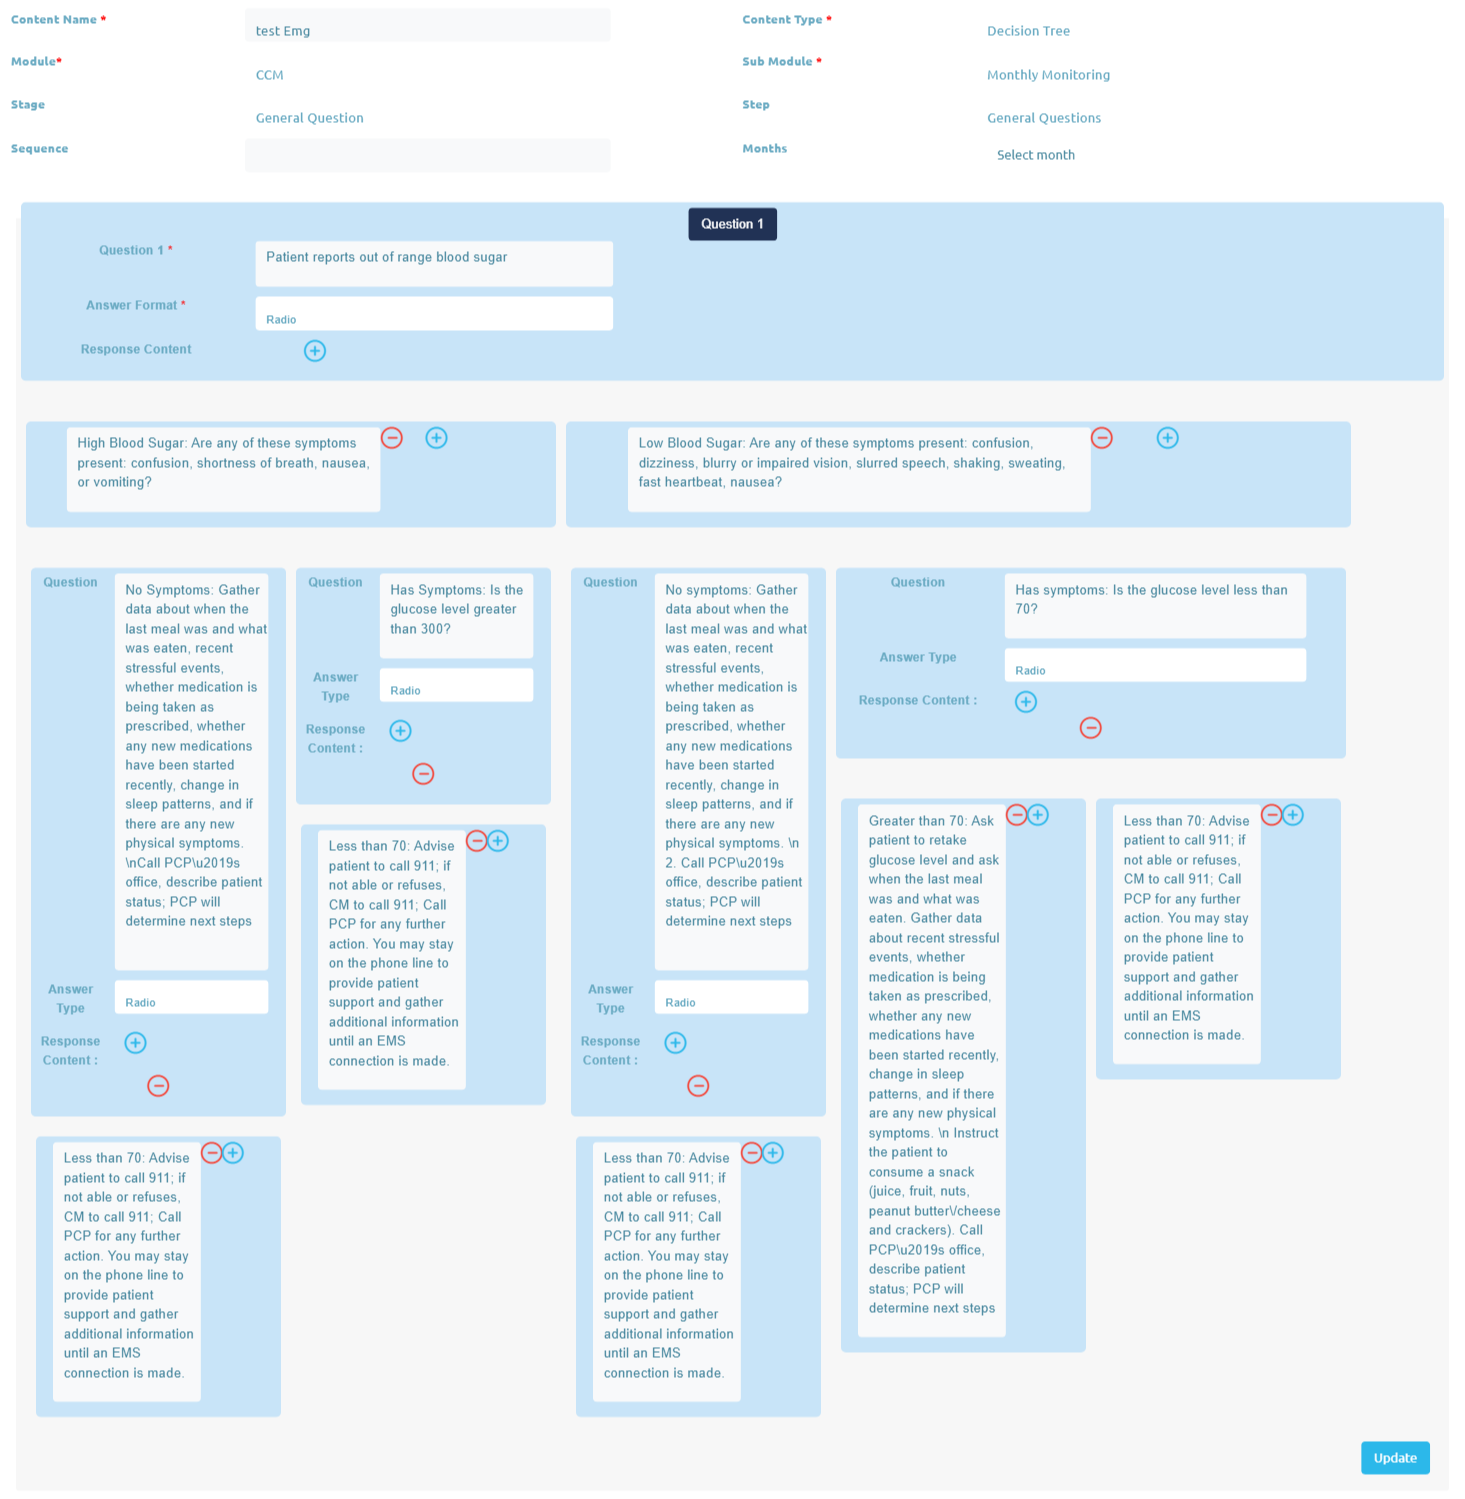 Content Name *
test Emg
Content Type *
Decision Tree
Module*
CCM
Sub Module *
Monthly Monitoring
Stage
General Question
Step
General Questions
Sequence
Months
Select month
Question 1
Question 1 *
Patient reports out of range blood sugar
Answer Format *
Radio
Response Content
High Blood Sugar: Are any of these symptoms
present: confusion, shortness of breath, nausea,
or vomiting?
Low Blood Sugar: Are any of these symptoms present: confusion,
dizziness, blurry or impaired vision, slurred speech, shaking, sweating,
fast heartbeat, nausea?
Question
No Symptoms: Gather
data about when the
last meal was and what
was eaten, recent
stressful events,
whether medication is
being taken as
prescribed, whether
any new medications
have been started
recently, change in
sleep patterns, and if
there are any new
physical symptoms.
\nCall PCP\u2019s
office, describe patient
status; PCP will
determine next steps
Answer
Type
Radio
Response
Content :
Less than 70: Advise
patient to call 911; if
not able or refuses,
CM to call 911; Call
PCP for any further
action. You may stay
on the phone line to
provide patient
support and gather
additional information
until an EMS
connection is made.
Question
Has Symptoms: Is the
glucose level greater
than 300?
Answer
Type
Radio
Response
Content :
Less than 70: Advise
patient to call 911; if
not able or refuses,
CM to call 911; Call
PCP for any further
action. You may stay
on the phone line to
provide patient
support and gather
additional information
until an EMS
connection is made.
Question
No symptoms: Gather
data about when the
last meal was and what
was eaten, recent
stressful events,
whether medication is
being taken as
prescribed, whether
any new medications
have been started
recently, change in
sleep patterns, and if
there are any new
physical symptoms. \n
2. Call PCP\u2019s
office, describe patient
status; PCP will
determine next steps
Answer
Type
Radio
Response
Content :
Less than 70: Advise
patient to call 911; if
not able or refuses,
CM to call 911; Call
PCP for any further
action. You may stay
on the phone line to
provide patient
support and gather
additional information
until an EMS
connection is made.
Question
Has symptoms: Is the glucose level less than
70?
Answer Type
Radio
Response Content :
Greater than 70: Ask
patient to retake
glucose level and ask
when the last meal
was and what was
eaten. Gather data
about recent stressful
events, whether
medication is being
taken as prescribed,
whether any new
medications have
been started recently,
change in sleep
patterns, and if there
are any new physical
symptoms. \n Instruct
the patient to
consume a snack
(juice, fruit, nuts,
peanut butter\/cheese
and crackers). Call
PCP\u2019s office,
describe patient
status; PCP will
determine next steps
Less than 70: Advise
patient to call 911; if
not able or refuses,
CM to call 911; Call
PCP for any further
action. You may stay
on the phone line to
provide patient
support and gather
additional information
until an EMS
connection is made.
Update